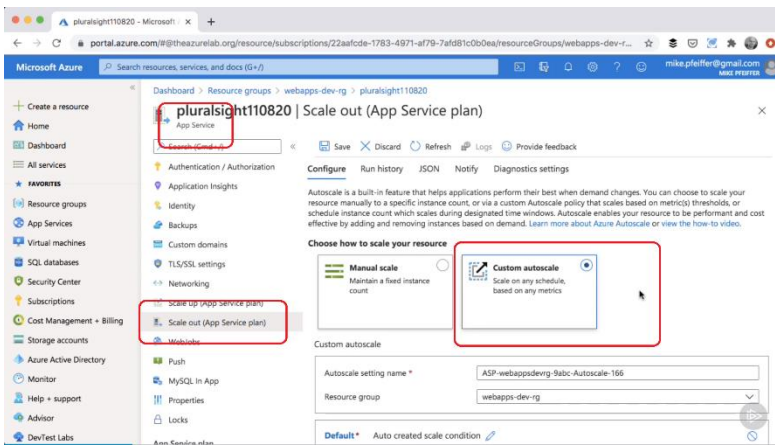 pluralsight110820 - Microsoft
portal.azure.com/#@theazurelab.org/resource/subscriptions/22aafcde-1783-4971-af79-7afd81c0b0ea/resourceGroups/webapps-dev-r...
Microsoft Azure
Search resources, services, and docs (G+/)
mike.pfeiffer@gmail.com
MIKE PFEIFFER
Create a resource
Home
Dashboard
All services
FAVORITES
Resource groups
App Services
Virtual machines
SQL databases
Security Center
Subscriptions
Cost Management + Billing
Storage accounts
Azure Active Directory
Monitor
Help + support
Advisor
DevTest Labs
Dashboard > Resource groups > webapps-dev-rg > pluralsight110820
pluralsight110820 | Scale out (App Service plan)
App Service
Search (Cmd+/)
Authentication / Authorization
Application Insights
Identity
Backups
Custom domains
TLS/SSL settings
Networking
Scale up (App Service plan)
Scale out (App Service plan)
WebJobs
Push
MySQL In App
Properties
Locks
App Service plan
Save Discard Refresh Logs Provide feedback
Configure Run history JSON Notify Diagnostics settings
Autoscale is a built-in feature that helps applications perform their best when demand changes. You can choose to scale your
resource manually to a specific instance count, or via a custom Autoscale policy that scales based on metric(s) thresholds, or
schedule instance count which scales during designated time windows. Autoscale enables your resource to be performant and cost
effective by adding and removing instances based on demand. Learn more about Azure Autoscale or view the how-to video.
Choose how to scale your resource
Manual scale
Maintain a fixed instance
count
Custom autoscale
Scale on any schedule,
based on any metrics
Custom autoscale
Autoscale setting name * ASP-webappsdevrg-9abc-Autoscale-166
Resource group webapps-dev-rg
Default* Auto created scale condition